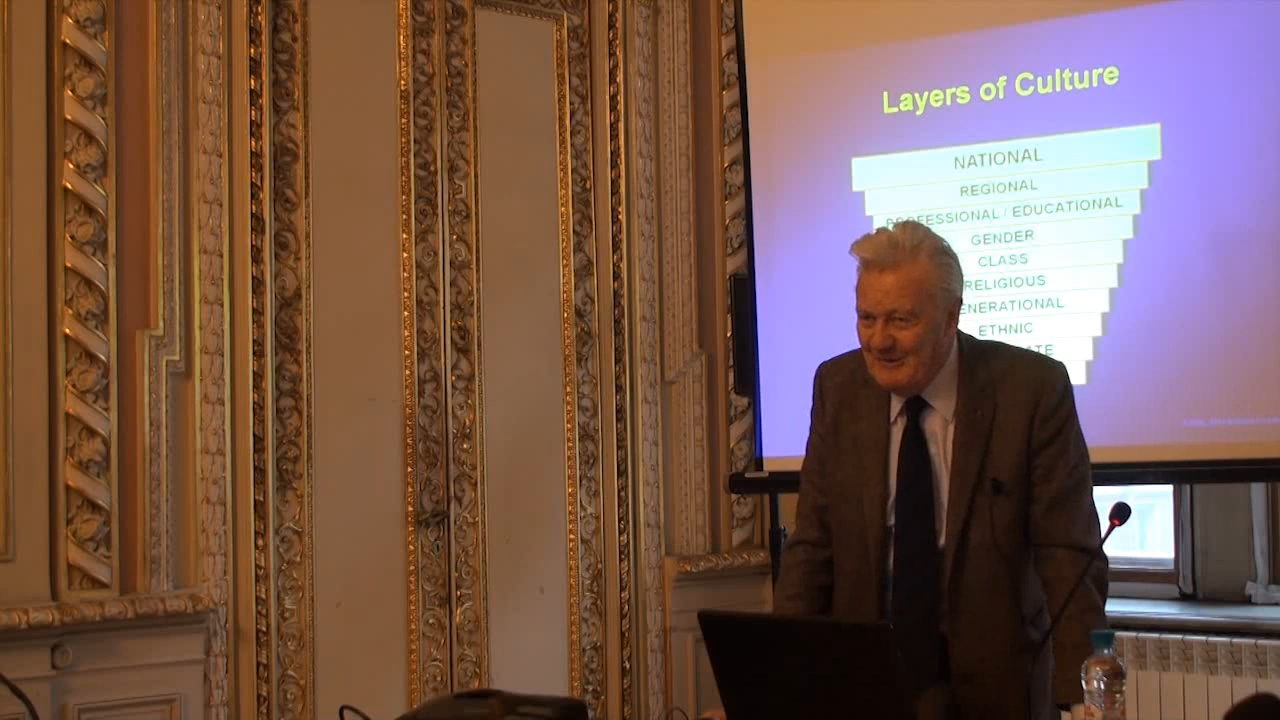 Layers of Culture
NATIONAL
REGIONAL
PROFESSIONAL / EDUCATIONAL
GENDER
CLASS
RELIGIOUS
ENERATIONAL
ETHNIC